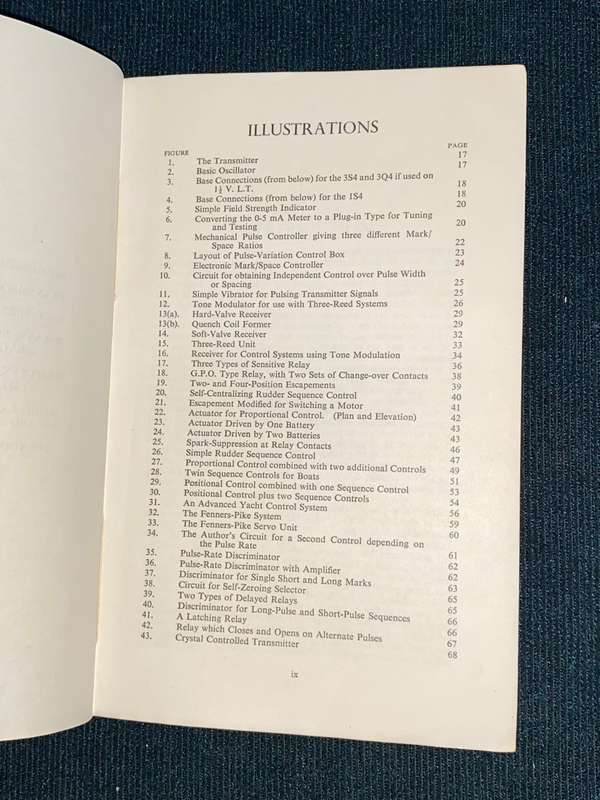 ILLUSTRATIONS
FIGURE PAGE
1. The Transmitter 17
2. Basic Oscillator 17
3. Base Connections (from below) for the 3S4 and 3Q4 if used on
1½ V. L.T. 18
4. Base Connections (from below) for the 1S4 18
5. Simple Field Strength Indicator 20
6. Converting the 0-5 mA Meter to a Plug-in Type for Tuning
and Testing 20
7. Mechanical Pulse Controller giving three different Mark/
Space Ratios 22
8. Layout of Pulse-Variation Control Box 23
9. Electronic Mark/Space Controller 24
10. Circuit for obtaining Independent Control over Pulse Width
or Spacing 25
11. Simple Vibrator for Pulsing Transmitter Signals 25
12. Tone Modulator for use with Three-Reed Systems 26
13(a). Hard-Valve Receiver 29
13(b). Quench Coil Former 29
14. Soft-Valve Receiver 32
15. Three-Reed Unit 33
16. Receiver for Control Systems using Tone Modulation 34
17. Three Types of Sensitive Relay 36
18. G.P.O. Type Relay, with Two Sets of Change-over Contacts 38
19. Two- and Four-Position Escapements 39
20. Self-Centralizing Rudder Sequence Control 40
21. Escapement Modified for Switching a Motor 41
22. Actuator for Proportional Control. (Plan and Elevation) 42
23. Actuator Driven by One Battery 43
24. Actuator Driven by Two Batteries 43
25. Spark-Suppression at Relay Contacts 46
26. Simple Rudder Sequence Control 47
27. Proportional Control combined with two additional Controls 49
28. Twin Sequence Controls for Boats 51
29. Positional Control combined with one Sequence Control 53
30. Positional Control plus two Sequence Controls 54
31. An Advanced Yacht Control System 56
32. The Fenners-Pike System 59
33. The Fenners-Pike Servo Unit 60
34. The Author's Circuit for a Second Control depending on
the Pulse Rate 61
35. Pulse-Rate Discriminator 62
36. Pulse-Rate Discriminator with Amplifier 62
37. Discriminator for Single Short and Long Marks 63
38. Circuit for Self-Zeroing Selector 65
39. Two Types of Delayed Relays 65
40. Discriminator for Long-Pulse and Short-Pulse Sequences 66
41. A Latching Relay 66
42. Relay which Closes and Opens on Alternate Pulses 67
43. Crystal Controlled Transmitter 68
ix